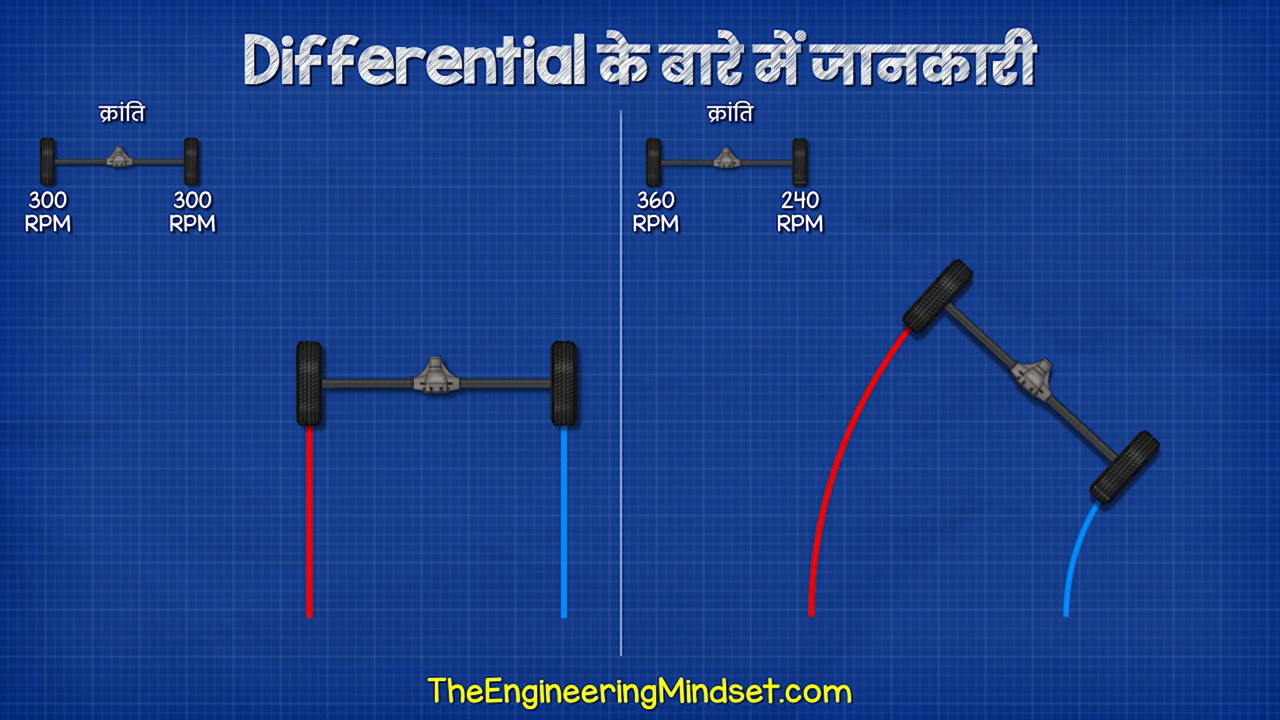 Differential के बारे में जानकारी
क्रांति
300 RPM
300 RPM
क्रांति
360 RPM
240 RPM
TheEngineeringMindset.com